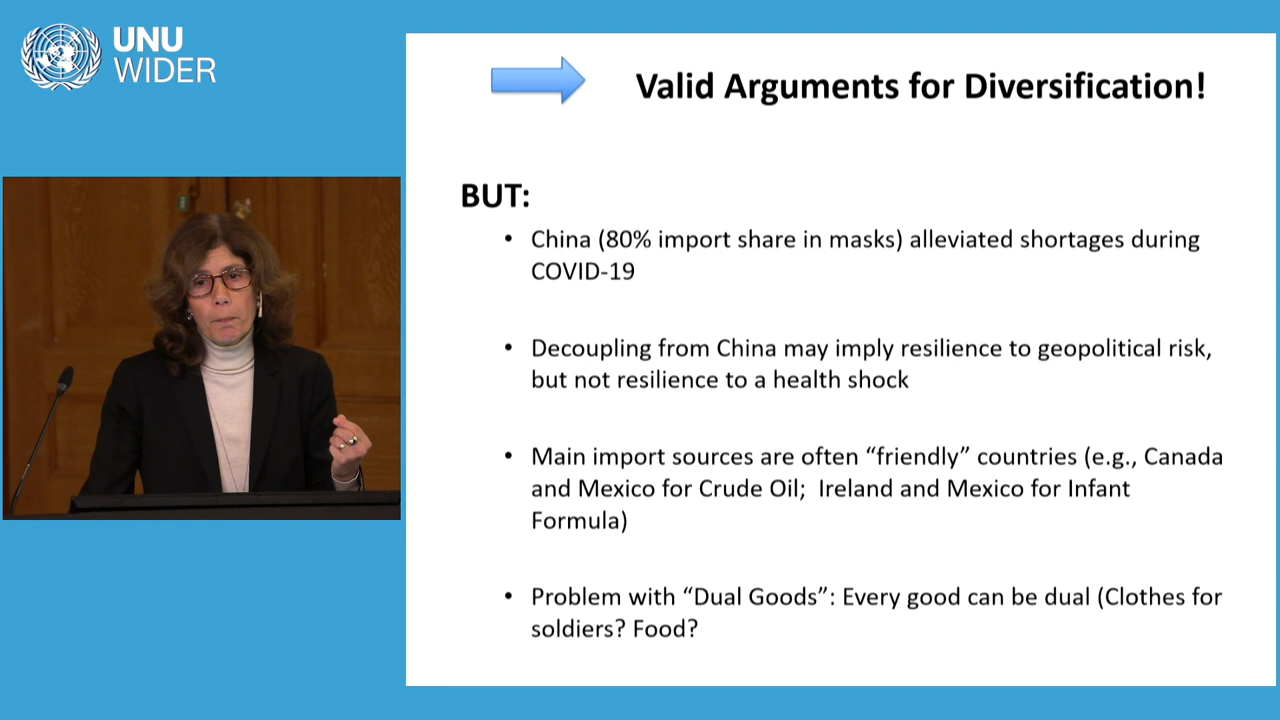 UNU
WIDER
Valid Arguments for Diversification!
BUT:
• China (80% import share in masks) alleviated shortages during
COVID-19
• Decoupling from China may imply resilience to geopolitical risk,
but not resilience to a health shock
• Main import sources are often “friendly” countries (e.g., Canada
and Mexico for Crude Oil;  Ireland and Mexico for Infant
Formula)
• Problem with “Dual Goods”: Every good can be dual (Clothes for
soldiers? Food?